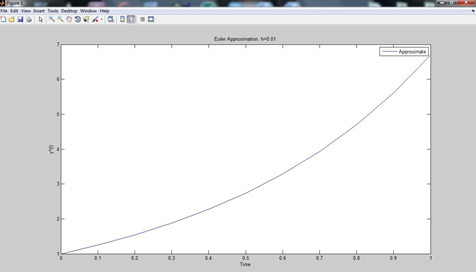 Figure 1
File Edit View Insert Tools Desktop Window Help
Euler Approximation, h=0.01
Approximate
7
6
5
4
3
2
1
y*(t)
0 0.1 0.2 0.3 0.4 0.5 0.6 0.7 0.8 0.9 1
Time